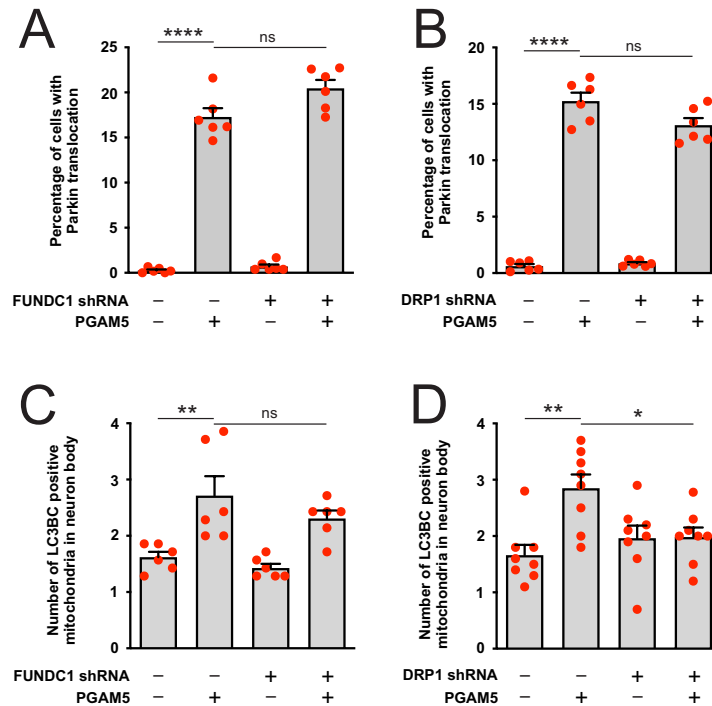 A
B
**** ns
**** ns
Percentage of cells with
Parkin translocation
25
20
15
10
5
0
Percentage of cells with
Parkin translocation
20
15
10
5
0
FUNDC1 shRNA − − + +
PGAM5 − + − +
DRP1 shRNA − − + +
PGAM5 − + − +
C
D
** ns
** *
Number of LC3BC positive
mitochondria in neuron body
4
3
2
1
0
Number of LC3BC positive
mitochondria in neuron body
4
3
2
1
0
FUNDC1 shRNA − − + +
PGAM5 − + − +
DRP1 shRNA − − + +
PGAM5 − + − +